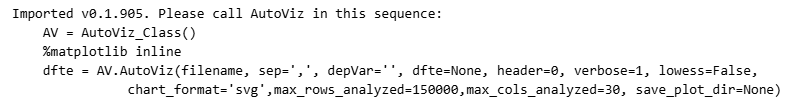 Imported v0.1.905. Please call AutoViz in this sequence:
AV = AutoViz_Class()
%matplotlib inline
dfte = AV.AutoViz(filename, sep=',', depVar='', dfte=None, header=0, verbose=1, lowess=False,
chart_format='svg',max_rows_analyzed=150000,max_cols_analyzed=30, save_plot_dir=None)